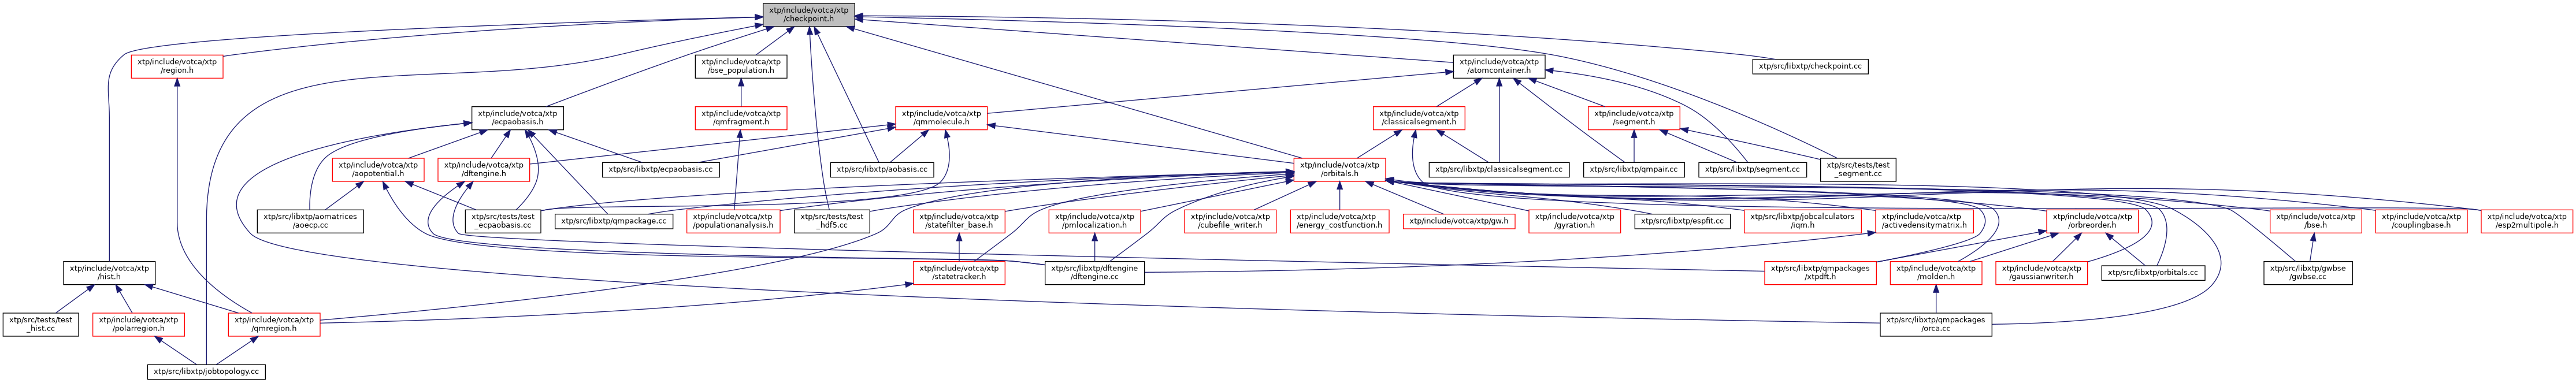 xtp/include/votca/xtp
/checkpoint.h
xtp/include/votca/xtp
/region.h
xtp/include/votca/xtp
/bse_population.h
xtp/include/votca/xtp
/atomcontainer.h
xtp/src/libxtp/checkpoint.cc
xtp/include/votca/xtp
/ecpaobasis.h
xtp/include/votca/xtp
/qmfragment.h
xtp/include/votca/xtp
/qmmolecule.h
xtp/include/votca/xtp
/classicalsegment.h
xtp/include/votca/xtp
/segment.h
xtp/include/votca/xtp
/aopotential.h
xtp/include/votca/xtp
/dftengine.h
xtp/src/libxtp/ecpaobasis.cc
xtp/src/libxtp/aobasis.cc
xtp/include/votca/xtp
/orbitals.h
xtp/src/libxtp/classicalsegment.cc
xtp/src/libxtp/qmpair.cc
xtp/src/libxtp/segment.cc
xtp/src/tests/test
_segment.cc
xtp/src/libxtp/aomatrices
/aoecp.cc
xtp/src/tests/test
_ecpaobasis.cc
xtp/src/libxtp/qmpackage.cc
xtp/include/votca/xtp
/populationanalysis.h
xtp/src/tests/test
_hdf5.cc
xtp/include/votca/xtp
/statefilter_base.h
xtp/include/votca/xtp
/pmlocalization.h
xtp/include/votca/xtp
/cubefile_writer.h
xtp/include/votca/xtp
/energy_costfunction.h
xtp/include/votca/xtp/gw.h
xtp/include/votca/xtp
/gyration.h
xtp/src/libxtp/espfit.cc
xtp/src/libxtp/jobcalculators
/iqm.h
xtp/include/votca/xtp
/activedensitymatrix.h
xtp/include/votca/xtp
/orbreorder.h
xtp/include/votca/xtp
/bse.h
xtp/include/votca/xtp
/couplingbase.h
xtp/include/votca/xtp
/esp2multipole.h
xtp/include/votca/xtp
/hist.h
xtp/include/votca/xtp
/statetracker.h
xtp/src/libxtp/dftengine
/dftengine.cc
xtp/src/libxtp/qmpackages
/xtpdft.h
xtp/include/votca/xtp
/molden.h
xtp/include/votca/xtp
/gaussianwriter.h
xtp/src/libxtp/orbitals.cc
xtp/src/libxtp/gwbse
/gwbse.cc
xtp/src/tests/test
_hist.cc
xtp/include/votca/xtp
/polarregion.h
xtp/include/votca/xtp
/qmregion.h
xtp/src/libxtp/qmpackages
/orca.cc
xtp/src/libxtp/jobtopology.cc